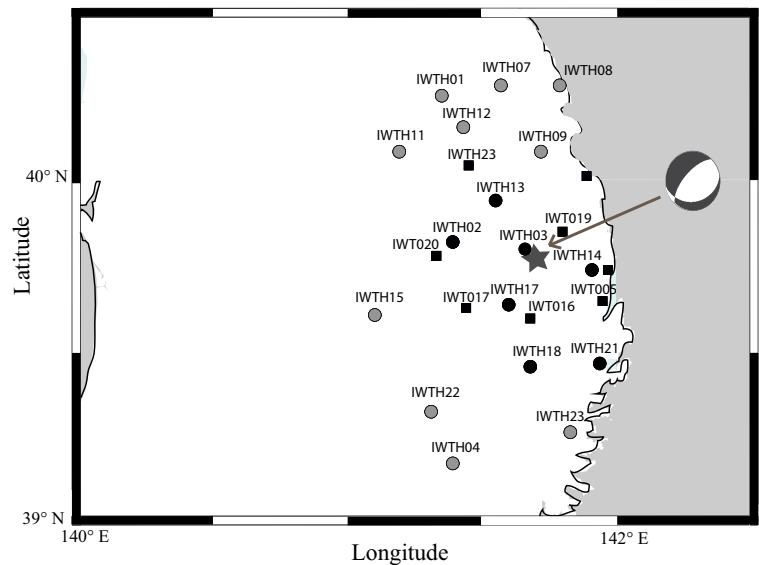 IWTH07
IWTH08
IWTH01
IWTH12
IWTH11
IWTH09
IWTH23
40° N
IWTH13
IWT019
IWTH02
IWTH03
IWT020
IWTH14
IWTH15
IWT017
IWTH17
IWT005
IWT016
IWTH18
IWTH21
IWTH22
IWTH23
IWTH04
39° N
140° E
142° E
Longitude
Latitude